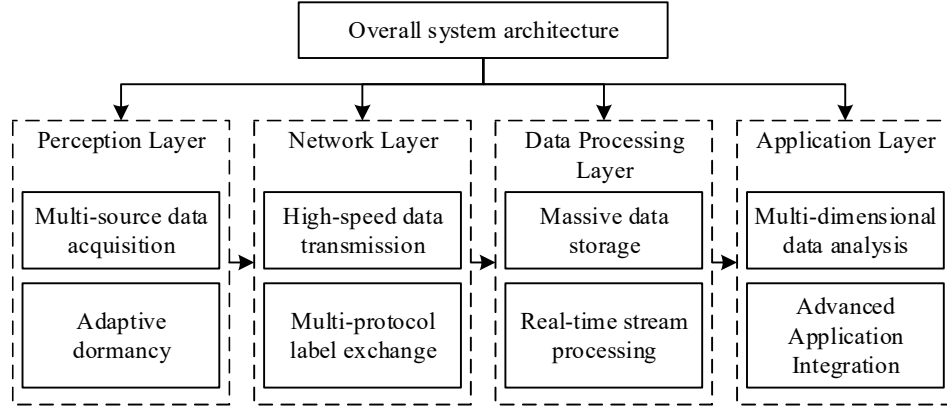 Overall system architecture
Perception Layer
Multi-source data
acquisition
Adaptive
dormancy
Network Layer
High-speed data
transmission
Multi-protocol
label exchange
Data Processing
Layer
Massive data
storage
Real-time stream
processing
Application Layer
Multi-dimensional
data analysis
Advanced
Application
Integration